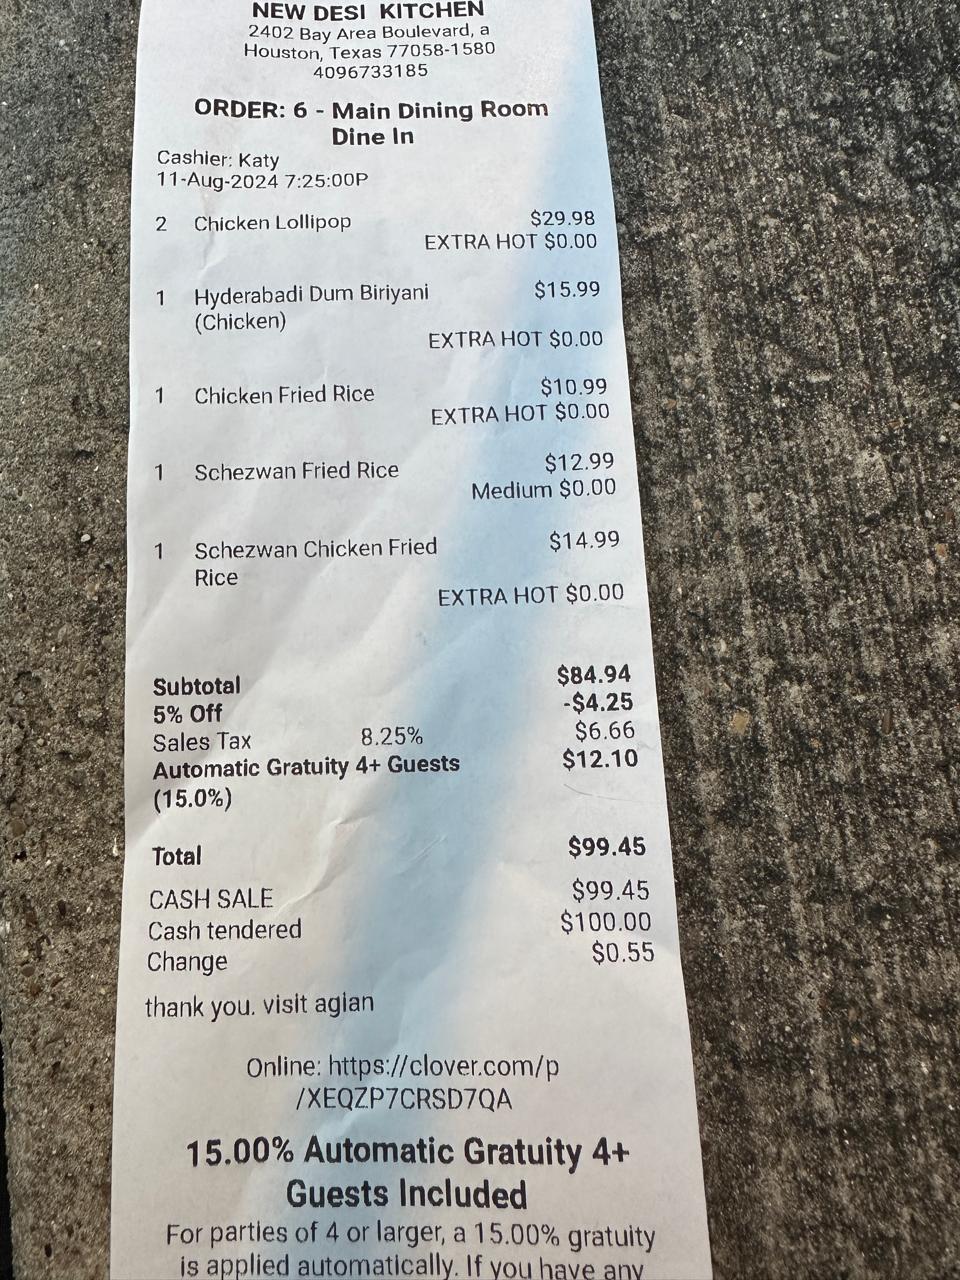 NEW DESI KITCHEN
2402 Bay Area Boulevard, a
Houston, Texas 77058-1580
4096733185
ORDER: 6 - Main Dining Room
Dine In
Cashier: Katy
11-Aug-2024 7:25:00P
2 Chicken Lollipop $29.98
EXTRA HOT $0.00
1 Hyderabadi Dum Biriyani $15.99
(Chicken)
EXTRA HOT $0.00
1 Chicken Fried Rice $10.99
EXTRA HOT $0.00
1 Schezwan Fried Rice $12.99
Medium $0.00
1 Schezwan Chicken Fried $14.99
Rice
EXTRA HOT $0.00
Subtotal $84.94
5% Off -$4.25
Sales Tax 8.25% $6.66
Automatic Gratuity 4+ Guests $12.10
(15.0%)
Total $99.45
CASH SALE $99.45
Cash tendered $100.00
Change $0.55
thank you. visit agian
Online: https://clover.com/p
/XEQZP7CRSD7QA
15.00% Automatic Gratuity 4+
Guests Included
For parties of 4 or larger, a 15.00% gratuity
is applied automatically. If you have any